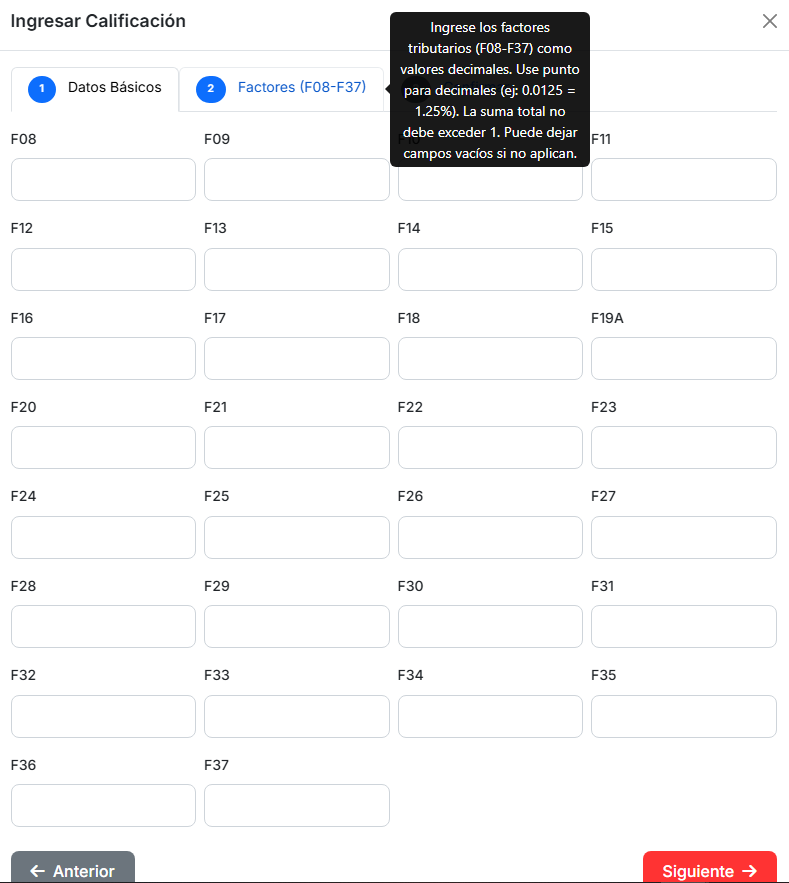 Ingresar Calificación
Ingrese los factores
tributarios (F08-F37) como
valores decimales. Use punto
para decimales (ej: 0.0125 =
1.25%). La suma total no
debe exceder 1. Puede dejar
campos vacíos si no aplican.
1 Datos Básicos
2 Factores (F08-F37)
F08 F09 F11
F12 F13 F14 F15
F16 F17 F18 F19A
F20 F21 F22 F23
F24 F25 F26 F27
F28 F29 F30 F31
F32 F33 F34 F35
F36 F37
← Anterior
Siguiente →